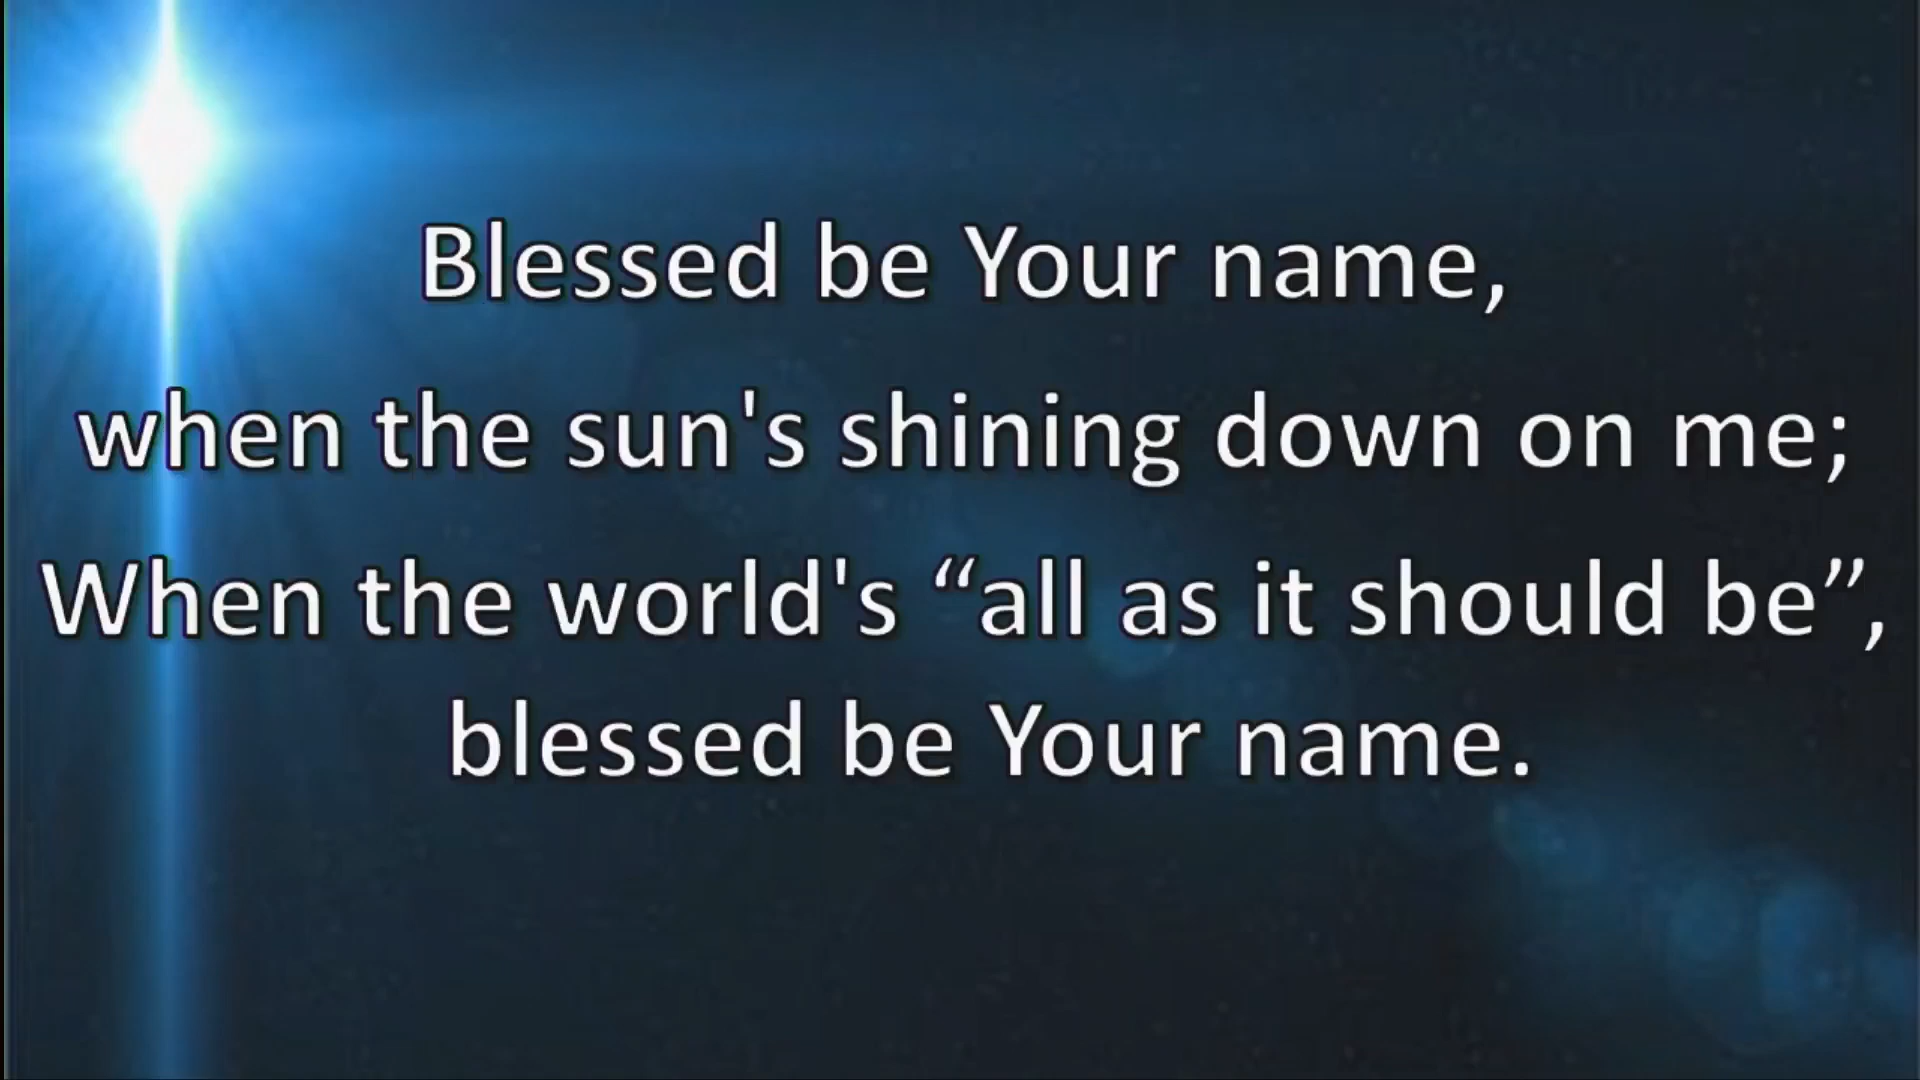 Blessed be Your name,
when the sun's shining down on me;
When the world's “all as it should be”,
blessed be Your name.